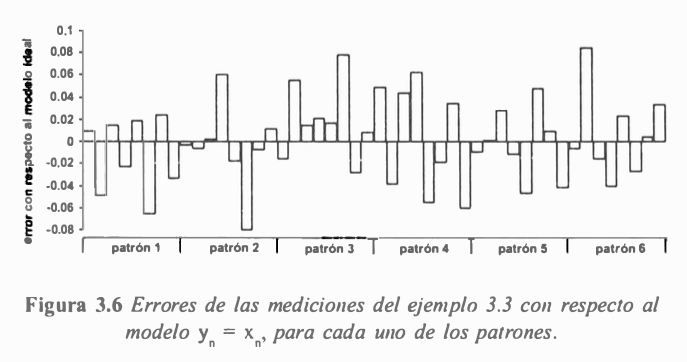 error con respecto al modelo ideal
0,1
0,08
0.06
0.04
0.02
0
-0.02
-0.04
-0.06
-0.08
patrón 1 patrón 2 patrón 3 patrón 4 patrón 5 patrón 6
Figura 3.6 Errores de las mediciones del ejemplo 3.3 con respecto al
modelo yn = xn, para cada uno de los patrones.